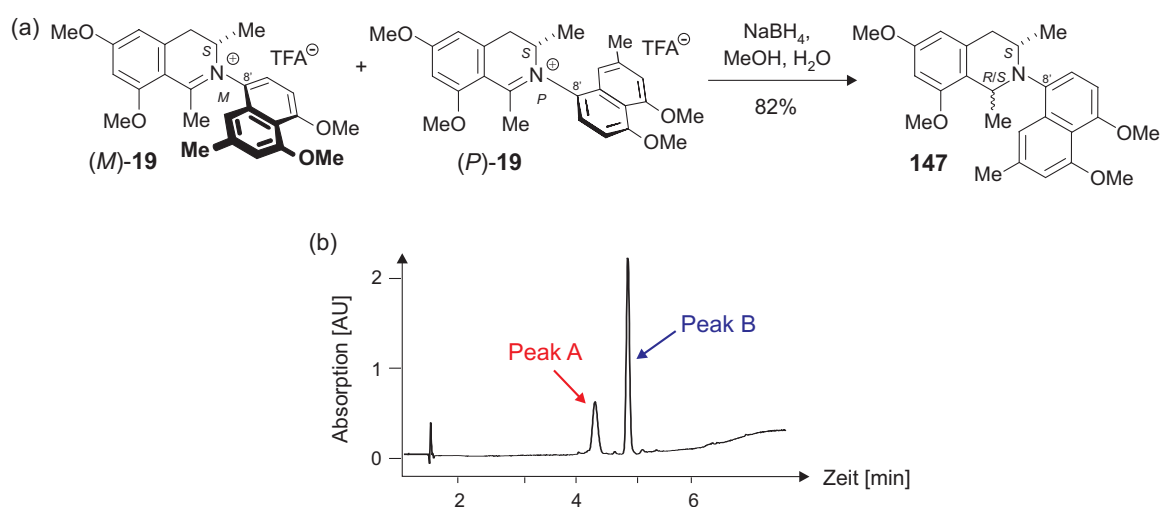 (a)
MeO
S
Me
N
⊕
TFA⊖
8'
M
MeO
Me
OMe
Me
OMe
(M)-19
+
MeO
S
Me
N
⊕
TFA⊖
8'
P
MeO
Me
Me
OMe
OMe
(P)-19
NaBH4,
MeOH, H2O
82%
MeO
S
Me
R/S
N
8'
MeO
Me
OMe
Me
OMe
147
(b)
Absorption [AU]
2
1
0
Peak A
Peak B
2
4
6
Zeit [min]